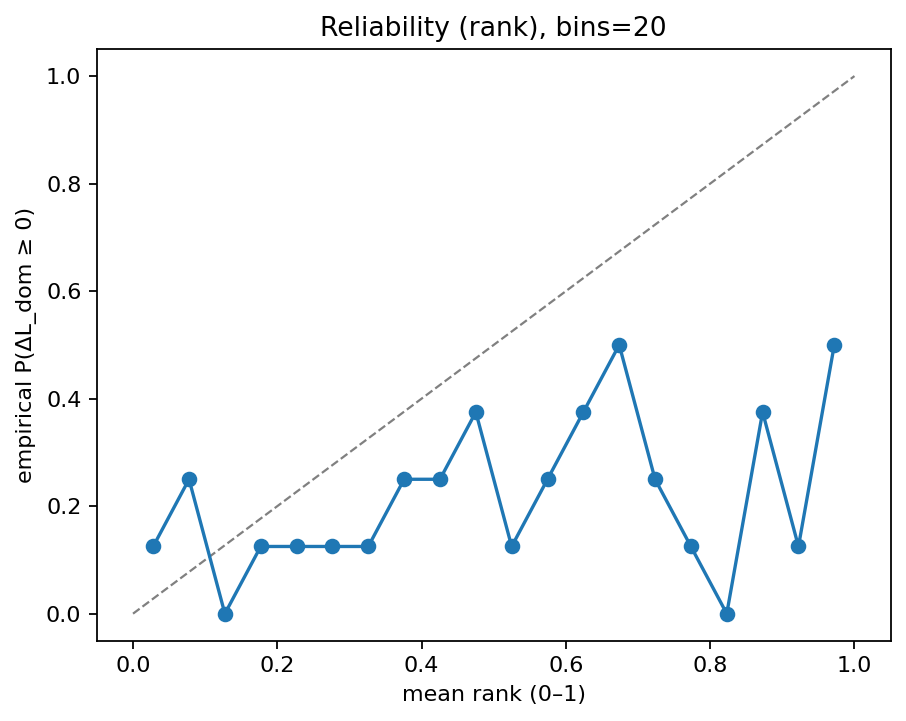 Reliability (rank), bins=20
empirical P(ΔL_dom ≥ 0)
1.0
0.8
0.6
0.4
0.2
0.0
0.0 0.2 0.4 0.6 0.8 1.0
mean rank (0–1)